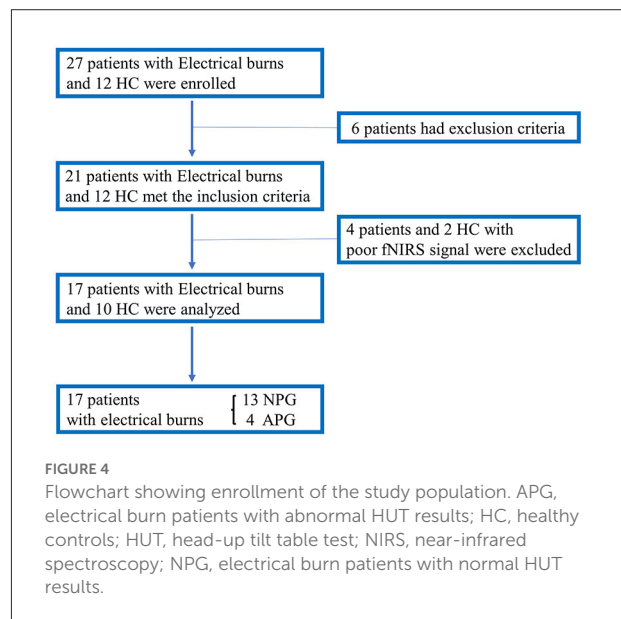 27 patients with Electrical burns
and 12 HC were enrolled
6 patients had exclusion criteria
21 patients with Electrical burns
and 12 HC met the inclusion criteria
4 patients and 2 HC with
poor fNIRS signal were excluded
17 patients with Electrical burns
and 10 HC were analyzed
17 patients { 13 NPG
with electrical burns 4 APG
FIGURE 4
Flowchart showing enrollment of the study population. APG,
electrical burn patients with abnormal HUT results; HC, healthy
controls; HUT, head-up tilt table test; NIRS, near-infrared
spectroscopy; NPG, electrical burn patients with normal HUT
results.